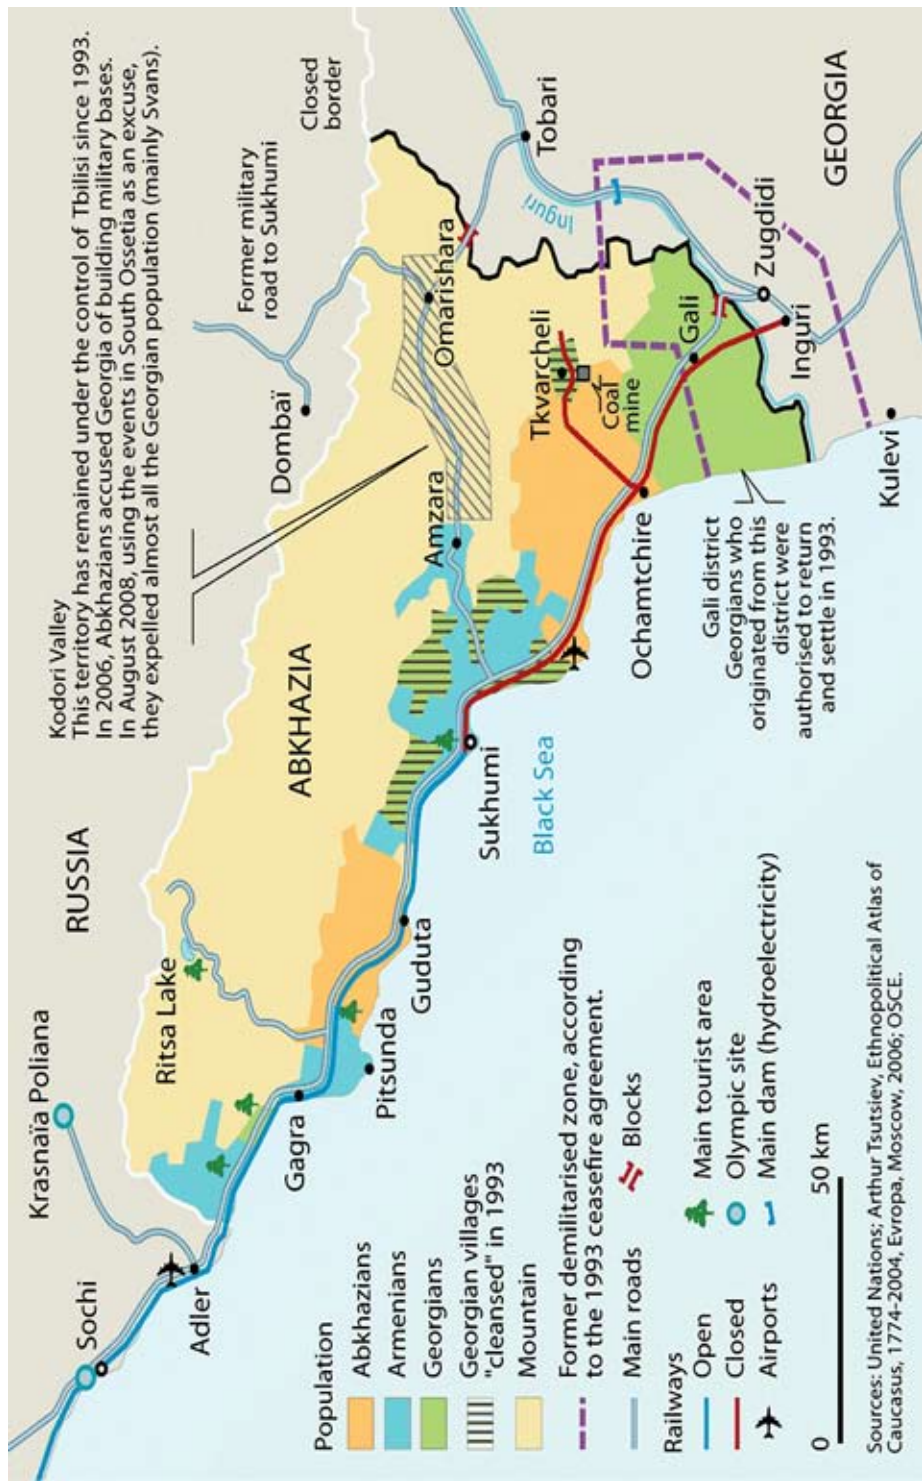 Kodori Valley
This territory has remained under the control of Tbilisi since 1993.
In 2006, Abkhazians accused Georgia of building military bases.
In August 2008, using the events in South Ossetia as an excuse,
they expelled almost all the Georgian population (mainly Svans).
RUSSIA
Krasnaïa Poliana
Sochi
Adler
Ritsa Lake
ABKHAZIA
Dombaï
Former military
road to Sukhumi
Closed
border
Gagra
Pitsunda
Guduta
Sukhumi
Black Sea
Amzara
Omarishara
Tobari
Inguri
Tkvarcheli
Coal
mine
Ochamtchire
Gali
Zugdidi
Inguri
GEORGIA
Kulevi
Gali district
Georgians who
originated from this
district were
authorised to return
and settle in 1993.
Population
Abkhazians
Armenians
Georgians
Georgian villages
"cleansed" in 1993
Mountain
Former demilitarised zone, according
to the 1993 ceasefire agreement.
Main roads
Blocks
Railways
Open
Closed
Airports
Main tourist area
Olympic site
Main dam (hydroelectricity)
0
50 km
Sources: United Nations; Arthur Tsutsiev, Ethnopolitical Atlas of
Caucasus, 1774-2004, Evropa, Moscow, 2006; OSCE.